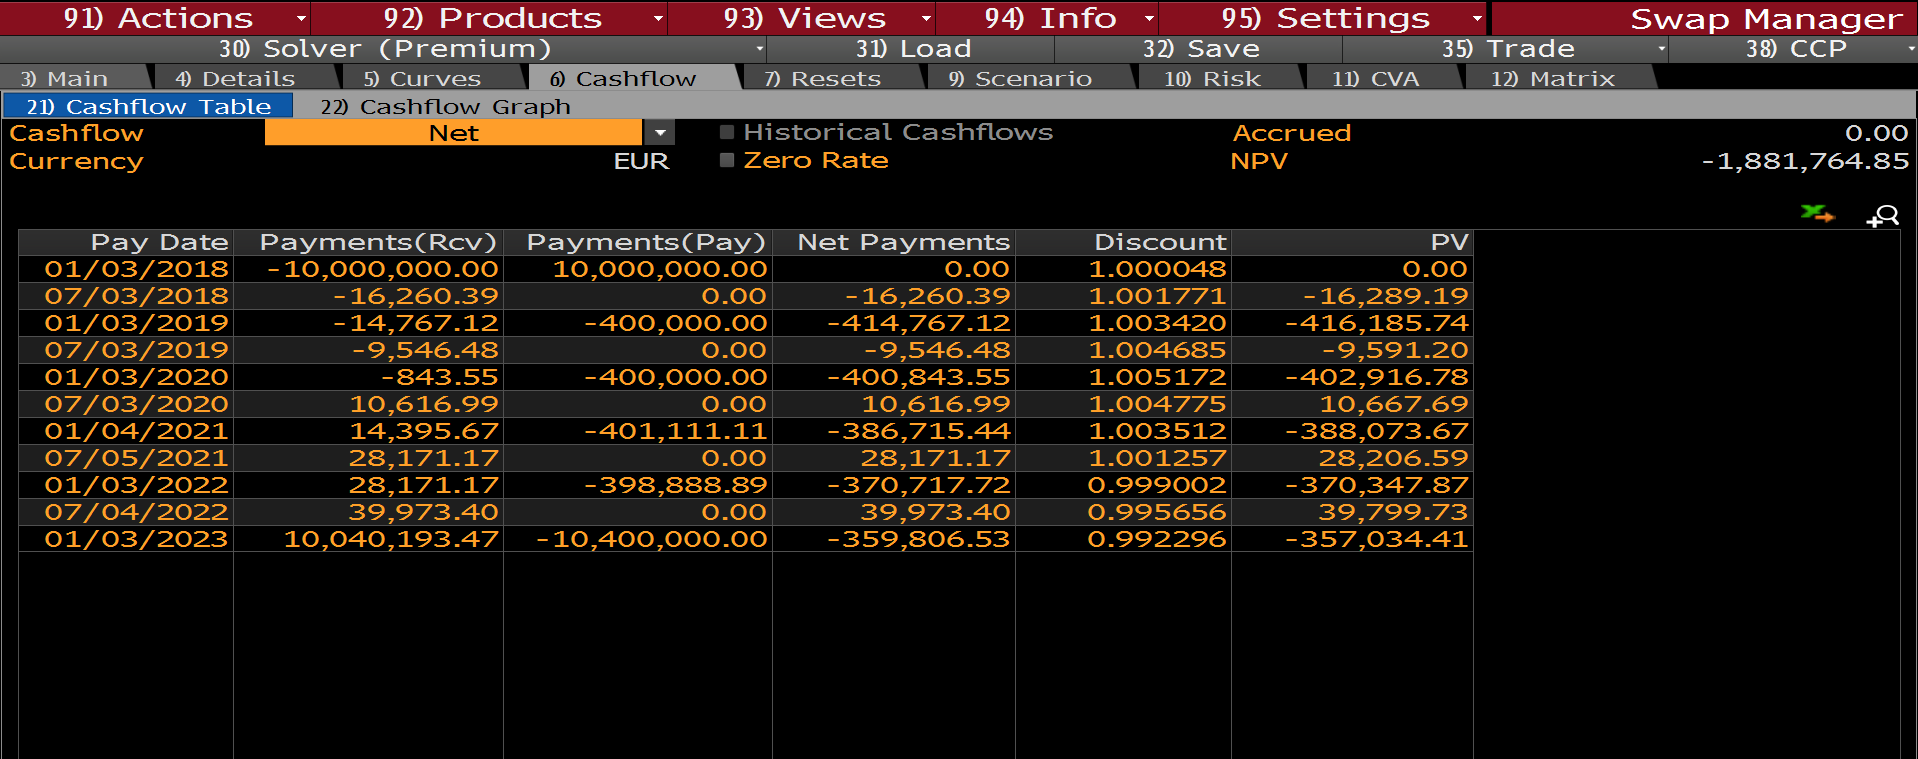 91) Actions 92) Products 93) Views 94) Info 95) Settings Swap Manager
30) Solver (Premium) 31) Load 32) Save 35) Trade 38) CCP
3) Main 4) Details 5) Curves 6) Cashflow 7) Resets 9) Scenario 10) Risk 11) CVA 12) Matrix
21) Cashflow Table 22) Cashflow Graph
Cashflow Net Historical Cashflows Accrued 0.00
Currency EUR Zero Rate NPV -1,881,764.85
Pay Date Payments(Rcv) Payments(Pay) Net Payments Discount PV
01/03/2018 -10,000,000.00 10,000,000.00 0.00 1.000048 0.00
07/03/2018 -16,260.39 0.00 -16,260.39 1.001771 -16,289.19
01/03/2019 -14,767.12 -400,000.00 -414,767.12 1.003420 -416,185.74
07/03/2019 -9,546.48 0.00 -9,546.48 1.004685 -9,591.20
01/03/2020 -843.55 -400,000.00 -400,843.55 1.005172 -402,916.78
07/03/2020 10,616.99 0.00 10,616.99 1.004775 10,667.69
01/04/2021 14,395.67 -401,111.11 -386,715.44 1.003512 -388,073.67
07/05/2021 28,171.17 0.00 28,171.17 1.001257 28,206.59
01/03/2022 28,171.17 -398,888.89 -370,717.72 0.999002 -370,347.87
07/04/2022 39,973.40 0.00 39,973.40 0.995656 39,799.73
01/03/2023 10,040,193.47 -10,400,000.00 -359,806.53 0.992296 -357,034.41